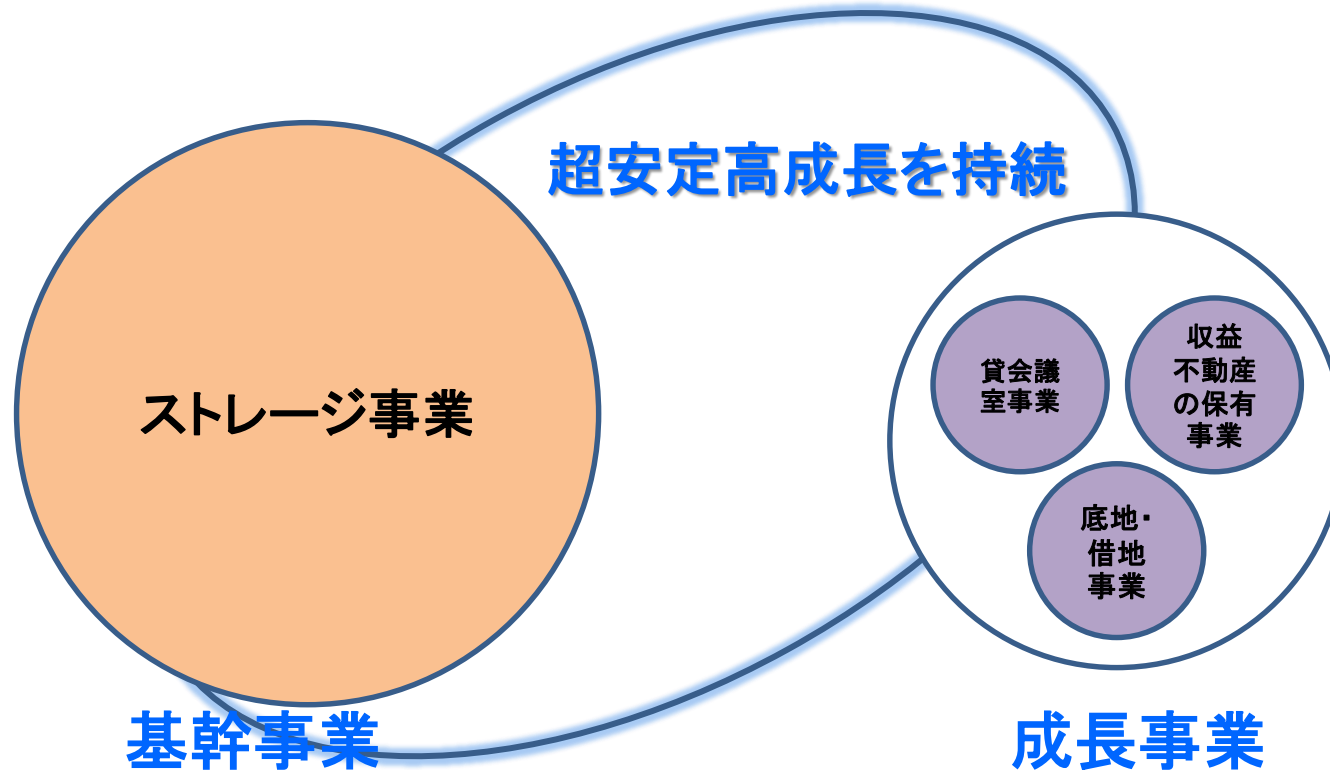 超安定高成長を持続
ストレージ事業
貸会議
室事業
収益
不動産
の保有
事業
底地・
借地
事業
基幹事業
成長事業